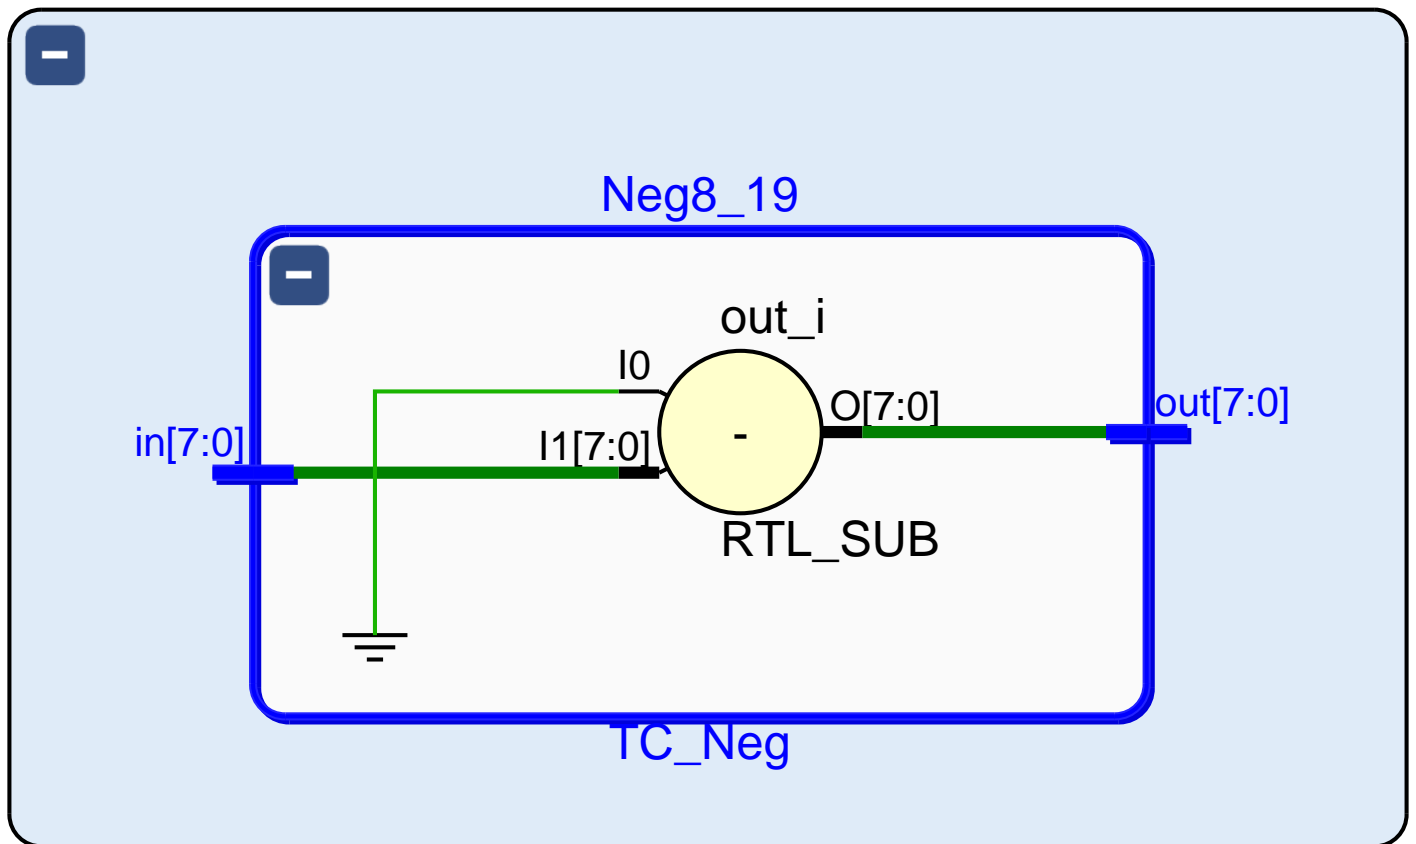 Neg8_19
out_i
I0
O[7:0]
out[7:0]
in[7:0]
I1[7:0]
-
RTL_SUB
TC_Neg